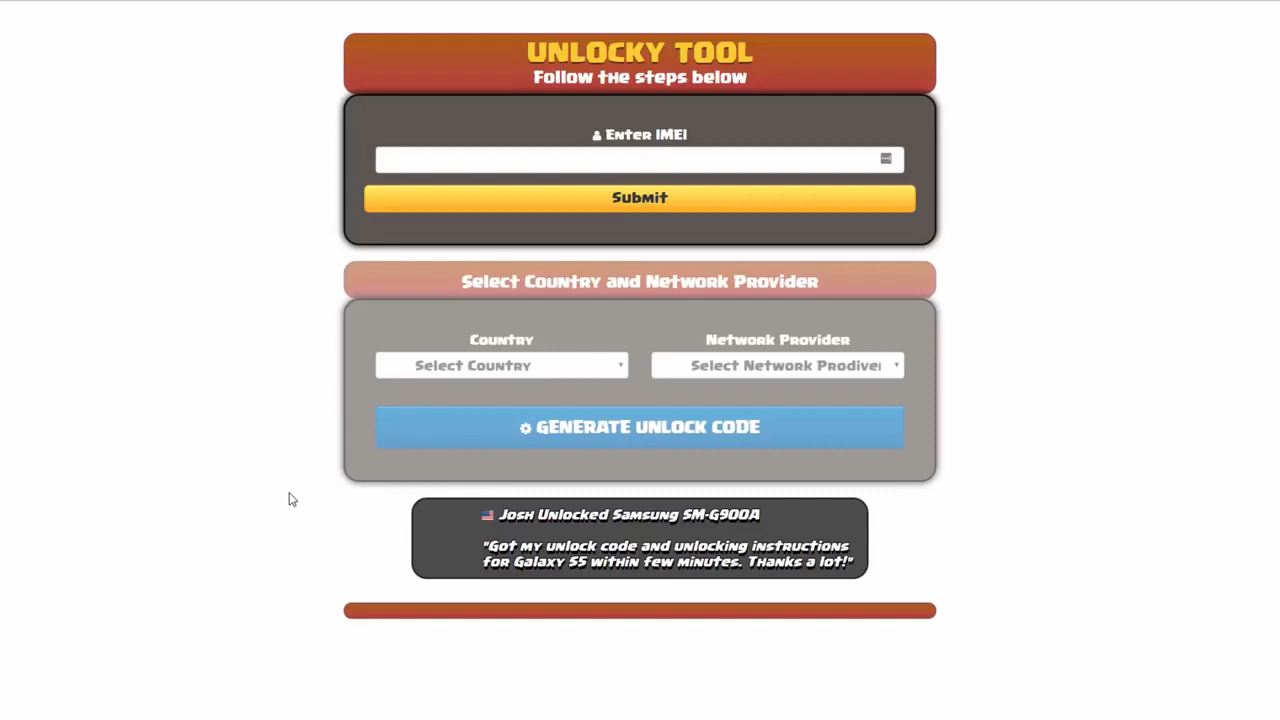 UNLOCKY TOOL
Follow the steps below
Enter IMEI
Submit
Select Country and Network Provider
Country
Network Provider
Select Country
Select Network Prodiver
GENERATE UNLOCK CODE
Josh Unlocked Samsung SM-G900A
"Got my unlock code and unlocking instructions
for Galaxy S5 within few minutes. Thanks a lot!"